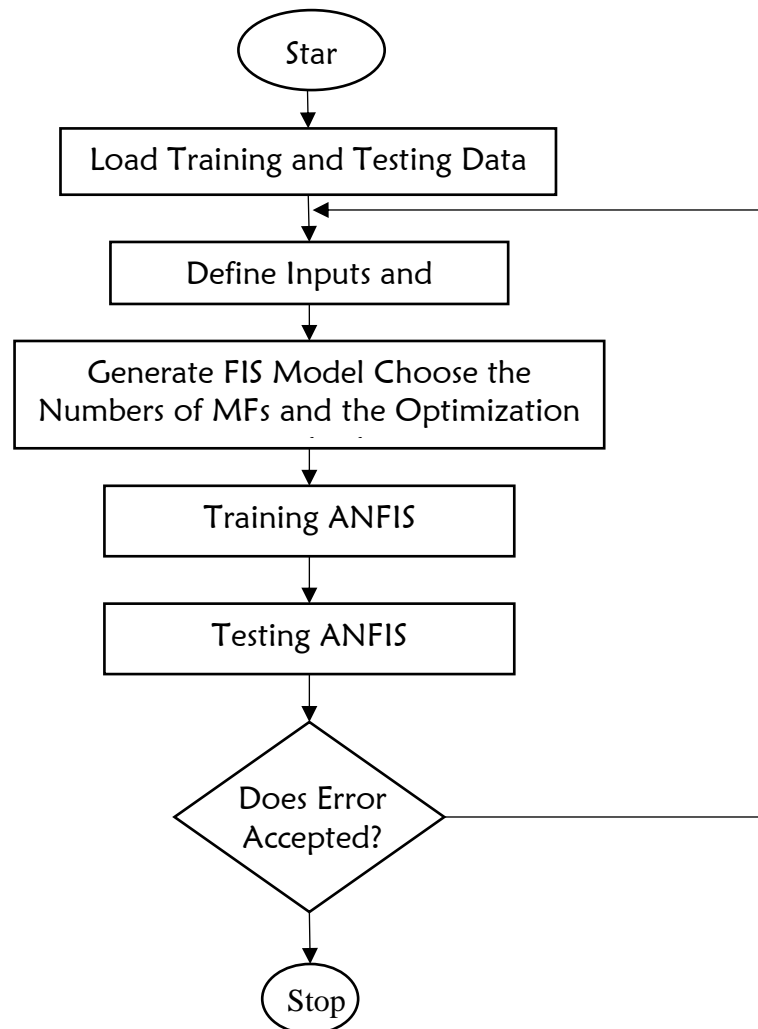 Star
Load Training and Testing Data
Define Inputs and
Generate FIS Model Choose the
Numbers of MFs and the Optimization
Training ANFIS
Testing ANFIS
Does Error
Accepted?
Stop